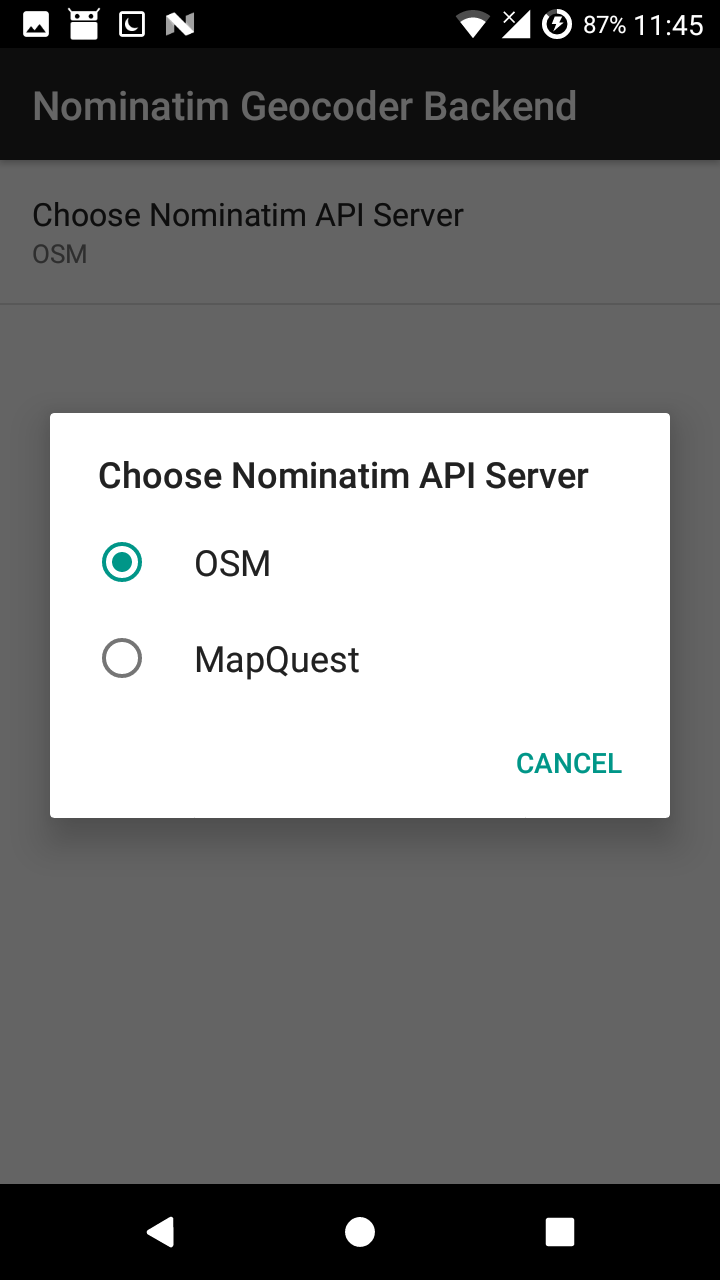 87% 11:45
Nominatim Geocoder Backend
Choose Nominatim API Server
OSM
Choose Nominatim API Server
OSM
MapQuest
CANCEL